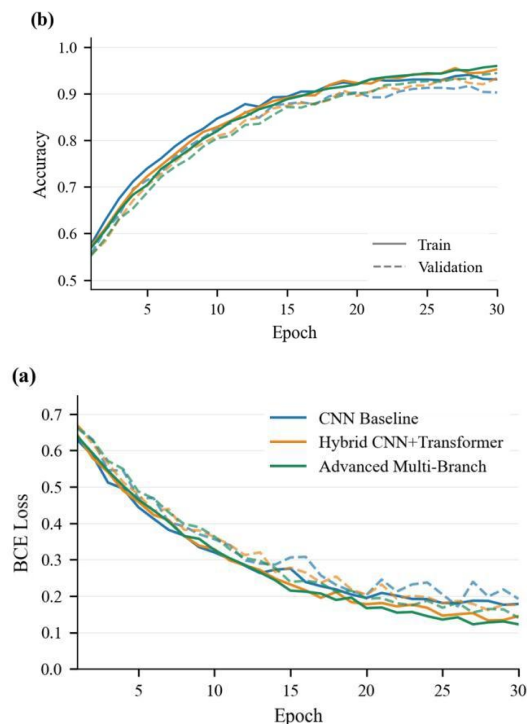 (b)
Accuracy
1.0
0.9
0.8
0.7
0.6
0.5
Train
Validation
5 10 15 20 25 30
Epoch
(a)
BCE Loss
0.7
0.6
0.5
0.4
0.3
0.2
0.1
0.0
CNN Baseline
Hybrid CNN+Transformer
Advanced Multi-Branch
5 10 15 20 25 30
Epoch